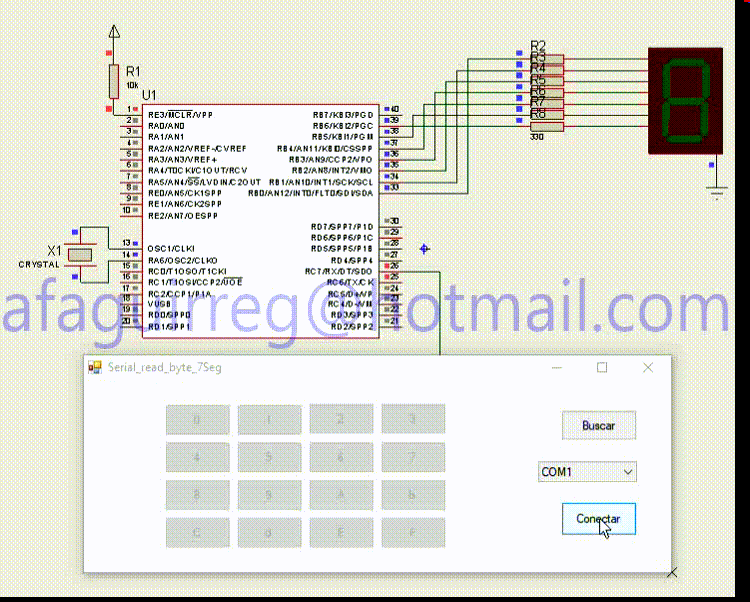 R1
10k
U1
RE3/MCLR/VPP
RA0/AN0
RA1/AN1
RA2/AN2/VREF-/CVREF
RA3/AN3/VREF+
RA4/T0CKI/C1OUT/RCV
RA5/AN4/SS/LVDIN/C2OUT
RE0/AN5/CK1SPP
RE1/AN6/CK2SPP
RE2/AN7/OESPP
OSC1/CLKI
RA6/OSC2/CLKO
RC0/T1OSO/T1CKI
RC1/T1OSI/CCP2/UOE
RC2/CCP1/P1A
VUSB
RD0/SPP0
RD1/SPP1
1
2
3
4
5
6
7
8
9
10
13
14
15
16
17
18
19
20
RB7/KBI3/PGD
RB6/KBI2/PGC
RB5/KBI1/PGM
RB4/AN11/KBI0/CSSPP
RB3/AN9/CCP2/VPO
RB2/AN8/INT2/VMO
RB1/AN10/INT1/SCK/SCL
RB0/AN12/INT0/FLT0/SDI/SDA
RD7/SPP7/P1D
RD6/SPP6/P1C
RD5/SPP5/P1B
RD4/SPP4
RC7/RX/DT/SDO
RC6/TX/CK
RC5/D+/VP
RC4/D-/VM
RD3/SPP3
RD2/SPP2
40
39
38
37
36
35
34
33
30
29
28
27
26
25
24
23
22
21
R2
R3
R4
R5
R6
R7
R8
330
X1
CRYSTAL
afaguirreg@hotmail.com
Serial_read_byte_7Seg
0 1 2 3
4 5 6 7
8 9 A b
C d E F
Buscar
COM1
Conectar